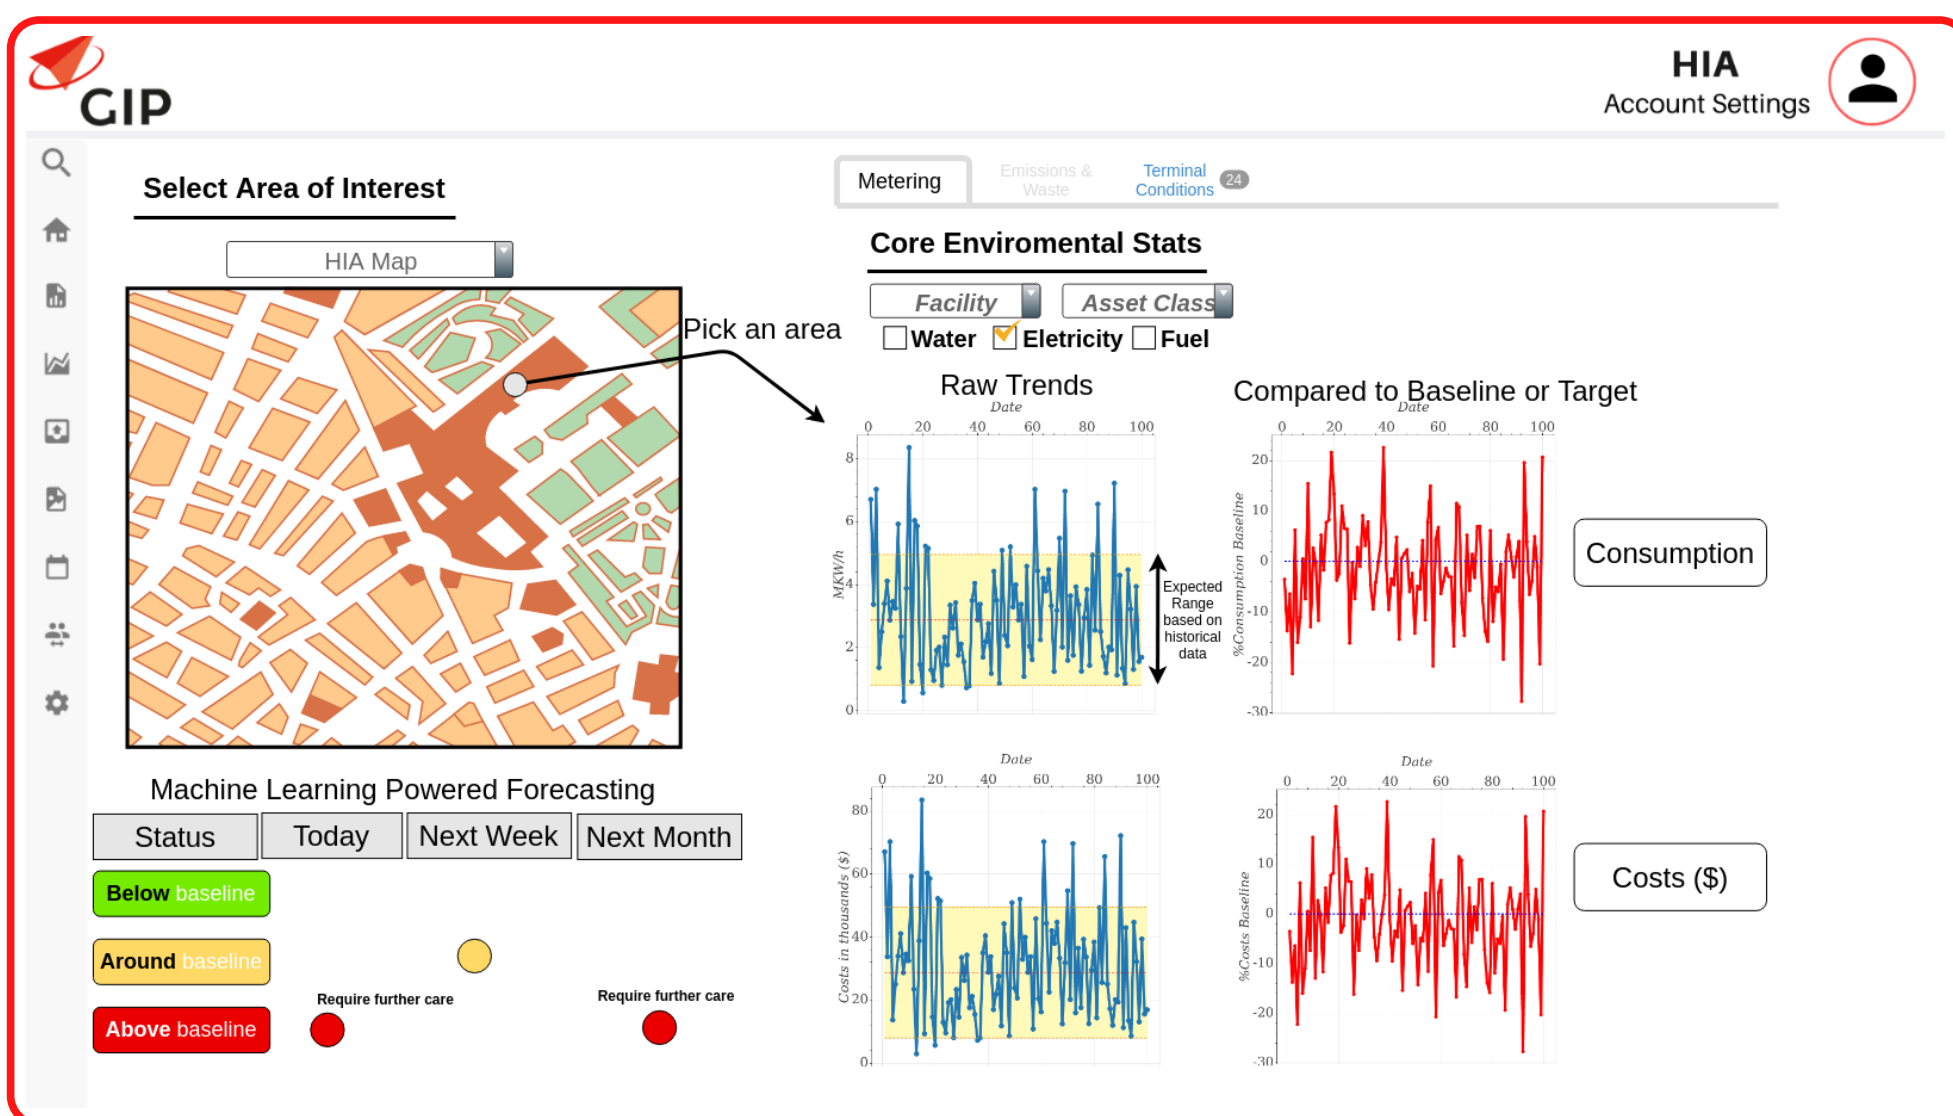 GIP
HIA
Account Settings
Select Area of Interest
HIA Map
Pick an area
Metering
Emissions &
Waste
Terminal
Conditions
24
Core Enviromental Stats
Facility
Asset Class
Water
Eletricity
Fuel
Raw Trends
Date
0 20 40 60 80 100
8
6
4
2
0
MKW/h
Expected
Range
based on
historical
data
Compared to Baseline or Target
Date
0 20 40 60 80 100
20
10
0
-10
-20
-30
%Consumption Baseline
Consumption
Date
0 20 40 60 80 100
80
60
40
20
0
Costs in thousands ($)
Date
0 20 40 60 80 100
20
10
0
-10
-20
-30
%Costs Baseline
Costs ($)
Machine Learning Powered Forecasting
Status
Today
Next Week
Next Month
Below baseline
Around baseline
Require further care
Require further care
Above baseline